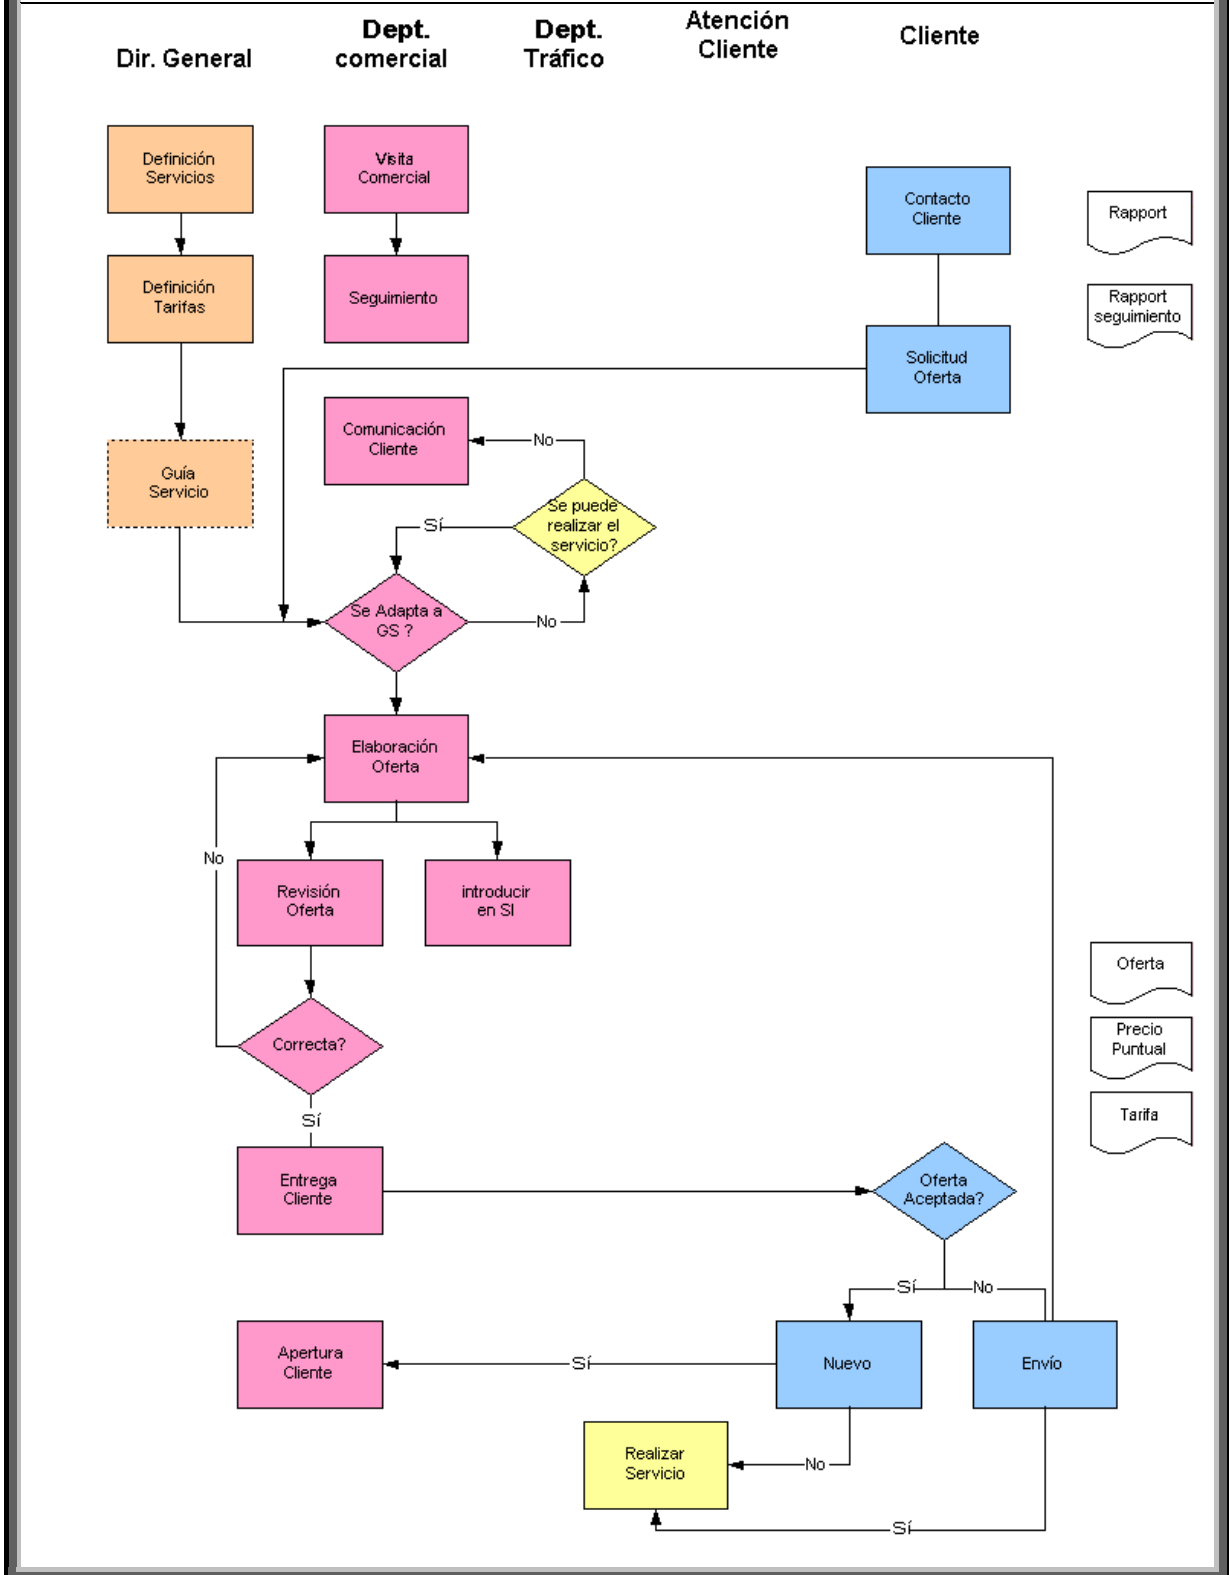 Dir. General
Dept.
comercial
Dept.
Tráfico
Atención
Cliente
Cliente
Definición
Servicios
Visita
Comercial
Contacto
Cliente
Rapport
Definición
Tarifas
Seguimiento
Rapport
seguimiento
Solicitud
Oferta
Comunicación
Cliente
No
Guía
Servicio
Se puede
realizar el
servicio?
Sí
Se Adapta a
GS ?
No
Elaboración
Oferta
No
Revisión
Oferta
introducir
en SI
Oferta
Correcta?
Precio
Puntual
Sí
Tarifa
Entrega
Cliente
Oferta
Aceptada?
Sí
No
Apertura
Cliente
Sí
Nuevo
Envío
Realizar
Servicio
No
Sí